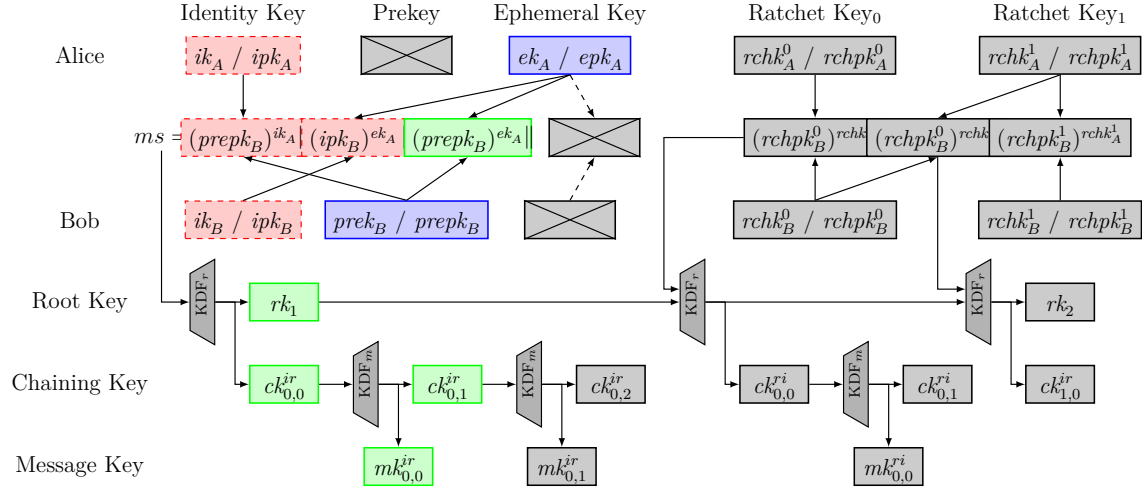 Identity Key Prekey Ephemeral Key Ratchet Key₀ Ratchet Key₁
Alice ik_A / ipk_A ek_A / epk_A rchk_A^0 / rchpk_A^0 rchk_A^1 / rchpk_A^1
ms = (prepk_B)^{ik_A} (ipk_B)^{ek_A} (prepk_B)^{ek_A}|| (rchpk_B^0)^{rchk} (rchpk_B^0)^{rchk} (rchpk_B^1)^{rchk_A^1}
Bob ik_B / ipk_B prek_B / prepk_B rchk_B^0 / rchpk_B^0 rchk_B^1 / rchpk_B^1
Root Key KDF_r rk_1 KDF_r KDF_r rk_2
Chaining Key ck_{0,0}^{ir} KDF_m ck_{0,1}^{ir} KDF_m ck_{0,2}^{ir} ck_{0,0}^{ri} KDF_m ck_{0,1}^{ri} ck_{1,0}^{ir}
Message Key mk_{0,0}^{ir} mk_{0,1}^{ir} mk_{0,0}^{ri}